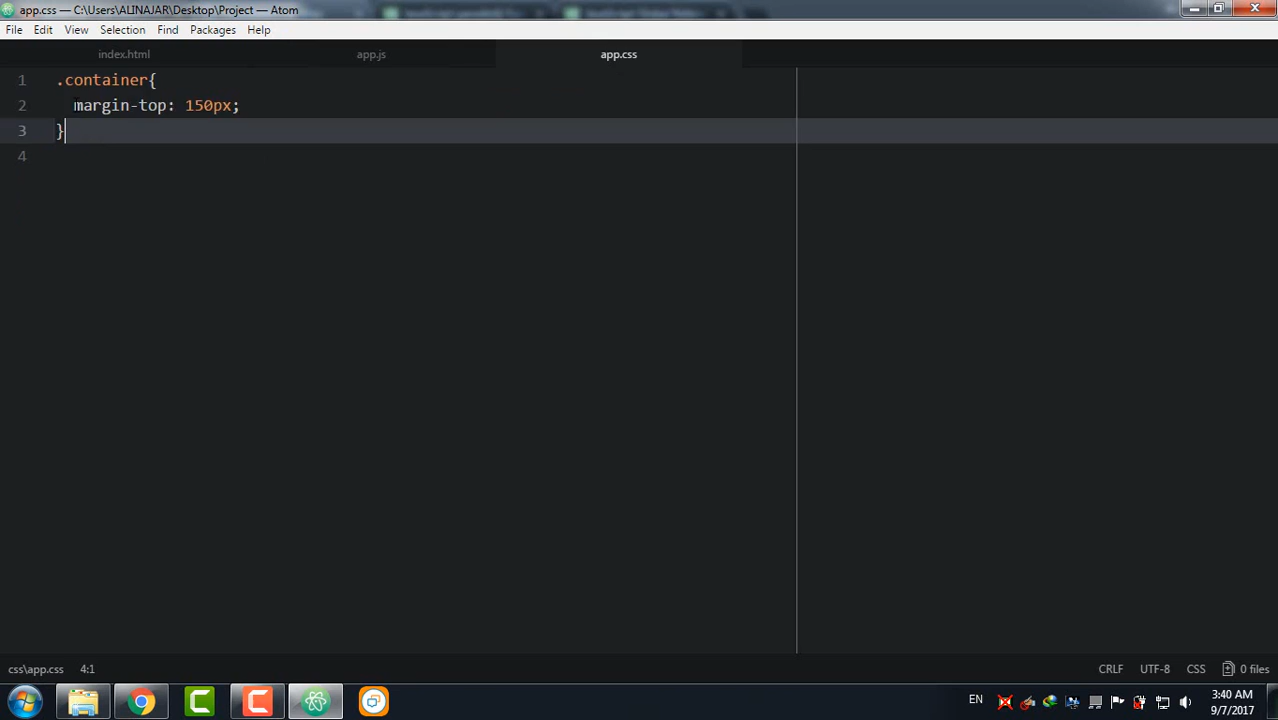 app.css — C:\Users\ALINAJAR\Desktop\Project — Atom
File Edit View Selection Find Packages Help
index.html app.js app.css
1 .container{
2 margin-top: 150px;
3 }
4
css\app.css 4:1 CRLF UTF-8 CSS 0 files
EN 3:40 AM
9/7/2017